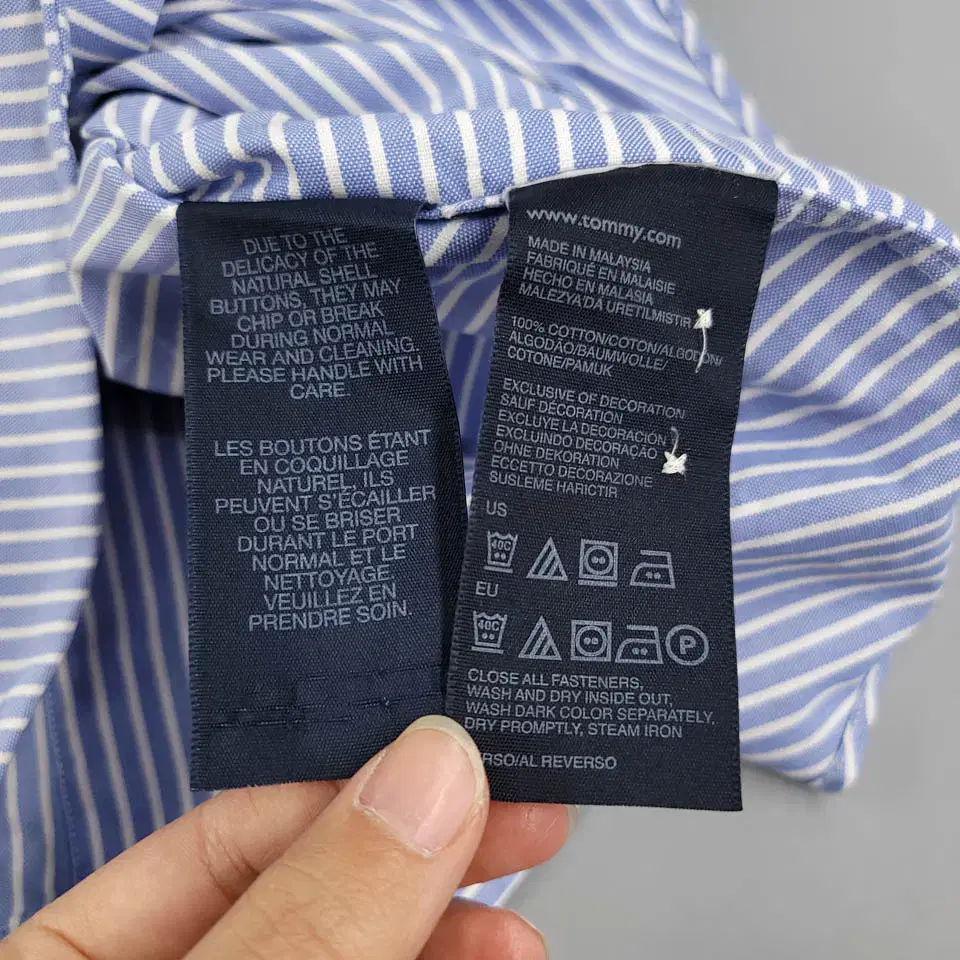 DUE TO THE
DELICACY OF THE
NATURAL SHELL
BUTTONS, THEY MAY
CHIP OR BREAK
DURING NORMAL
WEAR AND CLEANING.
PLEASE HANDLE WITH
CARE.
LES BOUTONS ÉTANT
EN COQUILLAGE
NATUREL, ILS
PEUVENT S'ÉCAILLER
OU SE BRISER
DURANT LE PORT
NORMAL ET LE
NETTOYAGE.
VEUILLEZ EN
PRENDRE SOIN.
www.tommy.com
MADE IN MALAYSIA
FABRIQUÉ EN MALAISIE
HECHO EN MALASIA
MALEZYA'DA URETILMISTIR
100% COTTON/COTON/ALGODON/
ALGODÃO/BAUMWOLLE/
COTONE/PAMUK
EXCLUSIVE OF DECORATION
SAUF DÉCORATION
EXCLUYE LA DECORACIÓN
EXCLUINDO DECORAÇÃO
OHNE DEKORATION
ECCETTO DECORAZIONE
SUSLEME HARICTIR
US
40C
EU
40C P
CLOSE ALL FASTENERS,
WASH AND DRY INSIDE OUT,
WASH DARK COLOR SEPARATELY,
DRY PROMPTLY, STEAM IRON
REVERSO